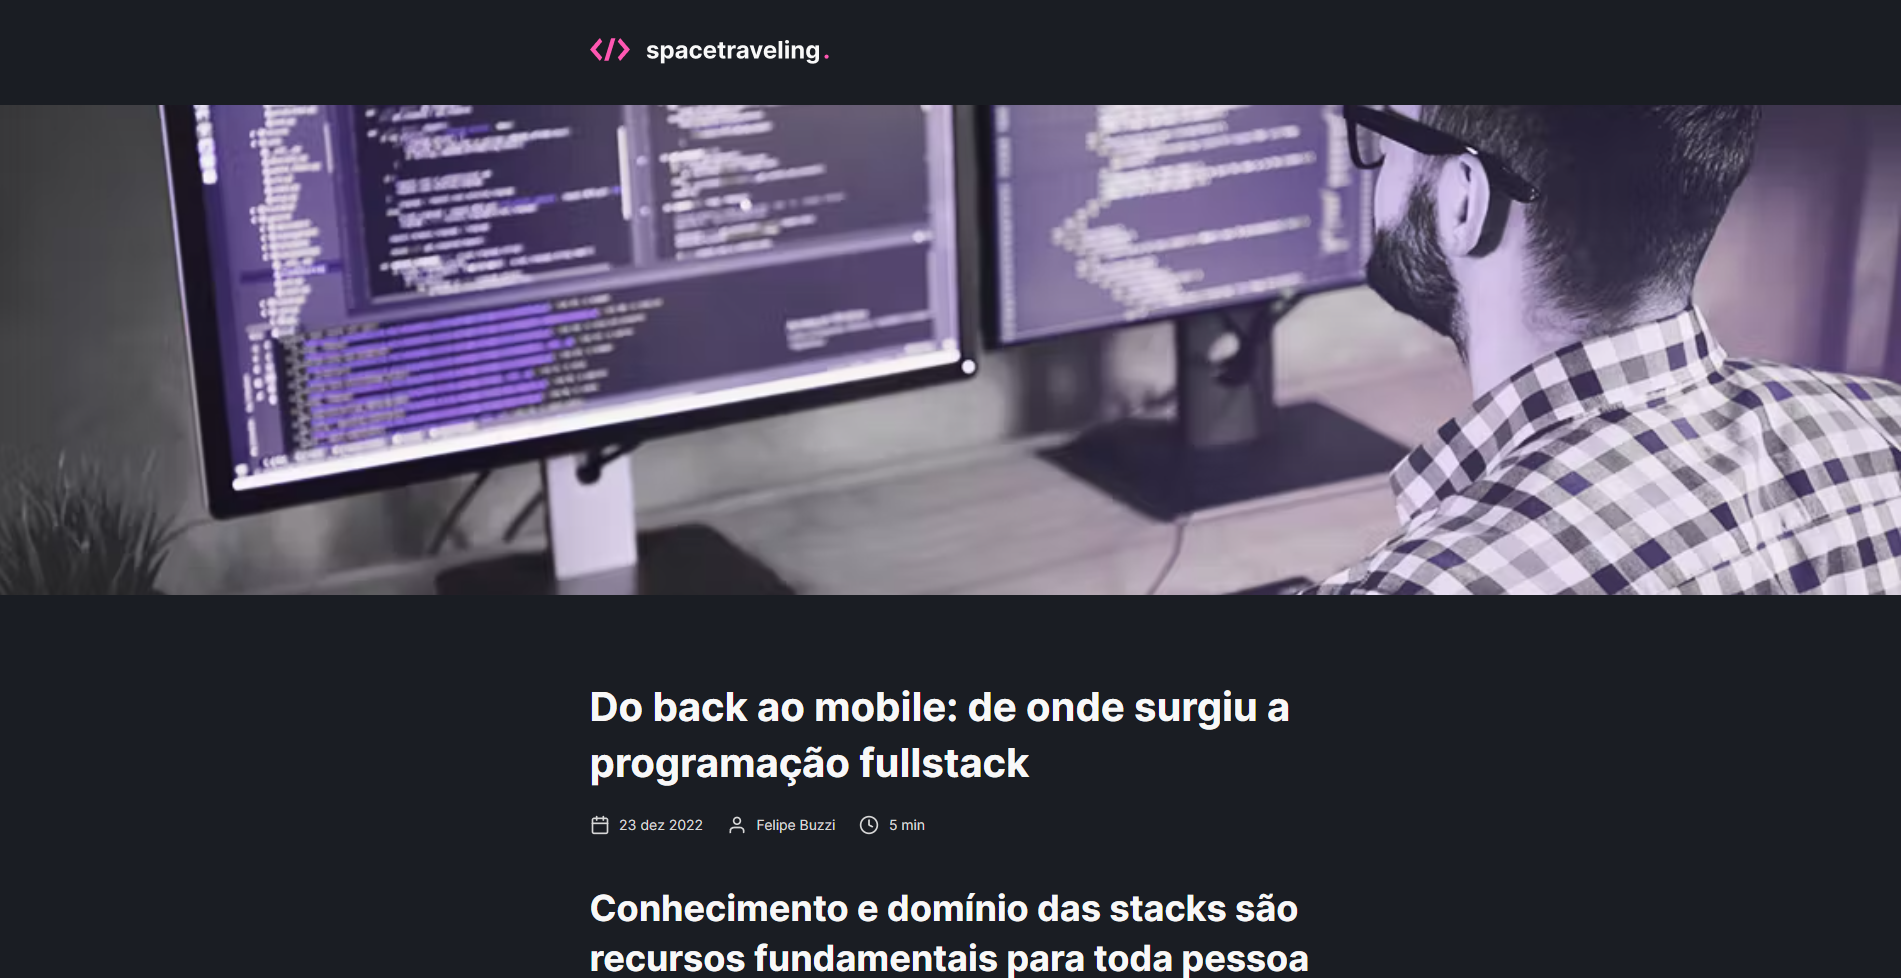 </> spacetraveling.
Do back ao mobile: de onde surgiu a
programação fullstack
23 dez 2022 Felipe Buzzi 5 min
Conhecimento e domínio das stacks são
recursos fundamentais para toda pessoa